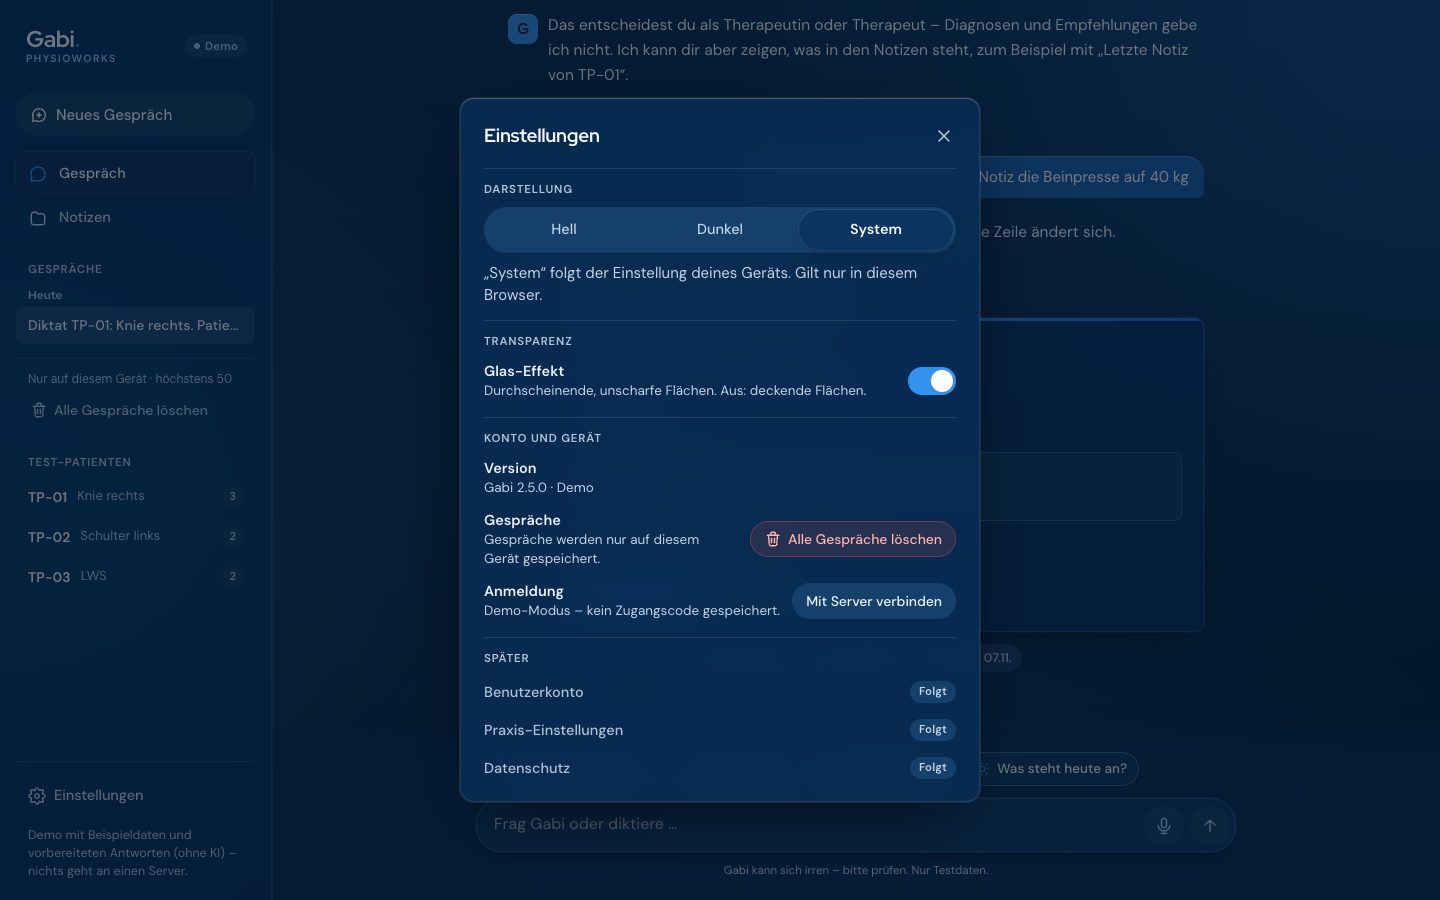 Gabi.
PHYSIOWORKS
Demo
Neues Gespräch
Gespräch
Notizen
GESPRÄCHE
Heute
Diktat TP-01: Knie rechts. Patie…
Nur auf diesem Gerät · höchstens 50
Alle Gespräche löschen
TEST-PATIENTEN
TP-01 Knie rechts 3
TP-02 Schulter links 2
TP-03 LWS 2
Einstellungen
Demo mit Beispieldaten und
vorbereiteten Antworten (ohne KI) –
nichts geht an einen Server.
G
Das entscheidest du als Therapeutin oder Therapeut – Diagnosen und Empfehlungen gebe
ich nicht. Ich kann dir aber zeigen, was in den Notizen steht, zum Beispiel mit „Letzte Notiz
von TP-01“.
Notiz die Beinpresse auf 40 kg
e Zeile ändert sich.
07.11.
Was steht heute an?
Frag Gabi oder diktiere …
Gabi kann sich irren – bitte prüfen. Nur Testdaten.
Einstellungen
DARSTELLUNG
Hell
Dunkel
System
„System“ folgt der Einstellung deines Geräts. Gilt nur in diesem
Browser.
TRANSPARENZ
Glas-Effekt
Durchscheinende, unscharfe Flächen. Aus: deckende Flächen.
KONTO UND GERÄT
Version
Gabi 2.5.0 · Demo
Gespräche
Gespräche werden nur auf diesem
Gerät gespeichert.
Alle Gespräche löschen
Anmeldung
Demo-Modus – kein Zugangscode gespeichert.
Mit Server verbinden
SPÄTER
Benutzerkonto Folgt
Praxis-Einstellungen Folgt
Datenschutz Folgt